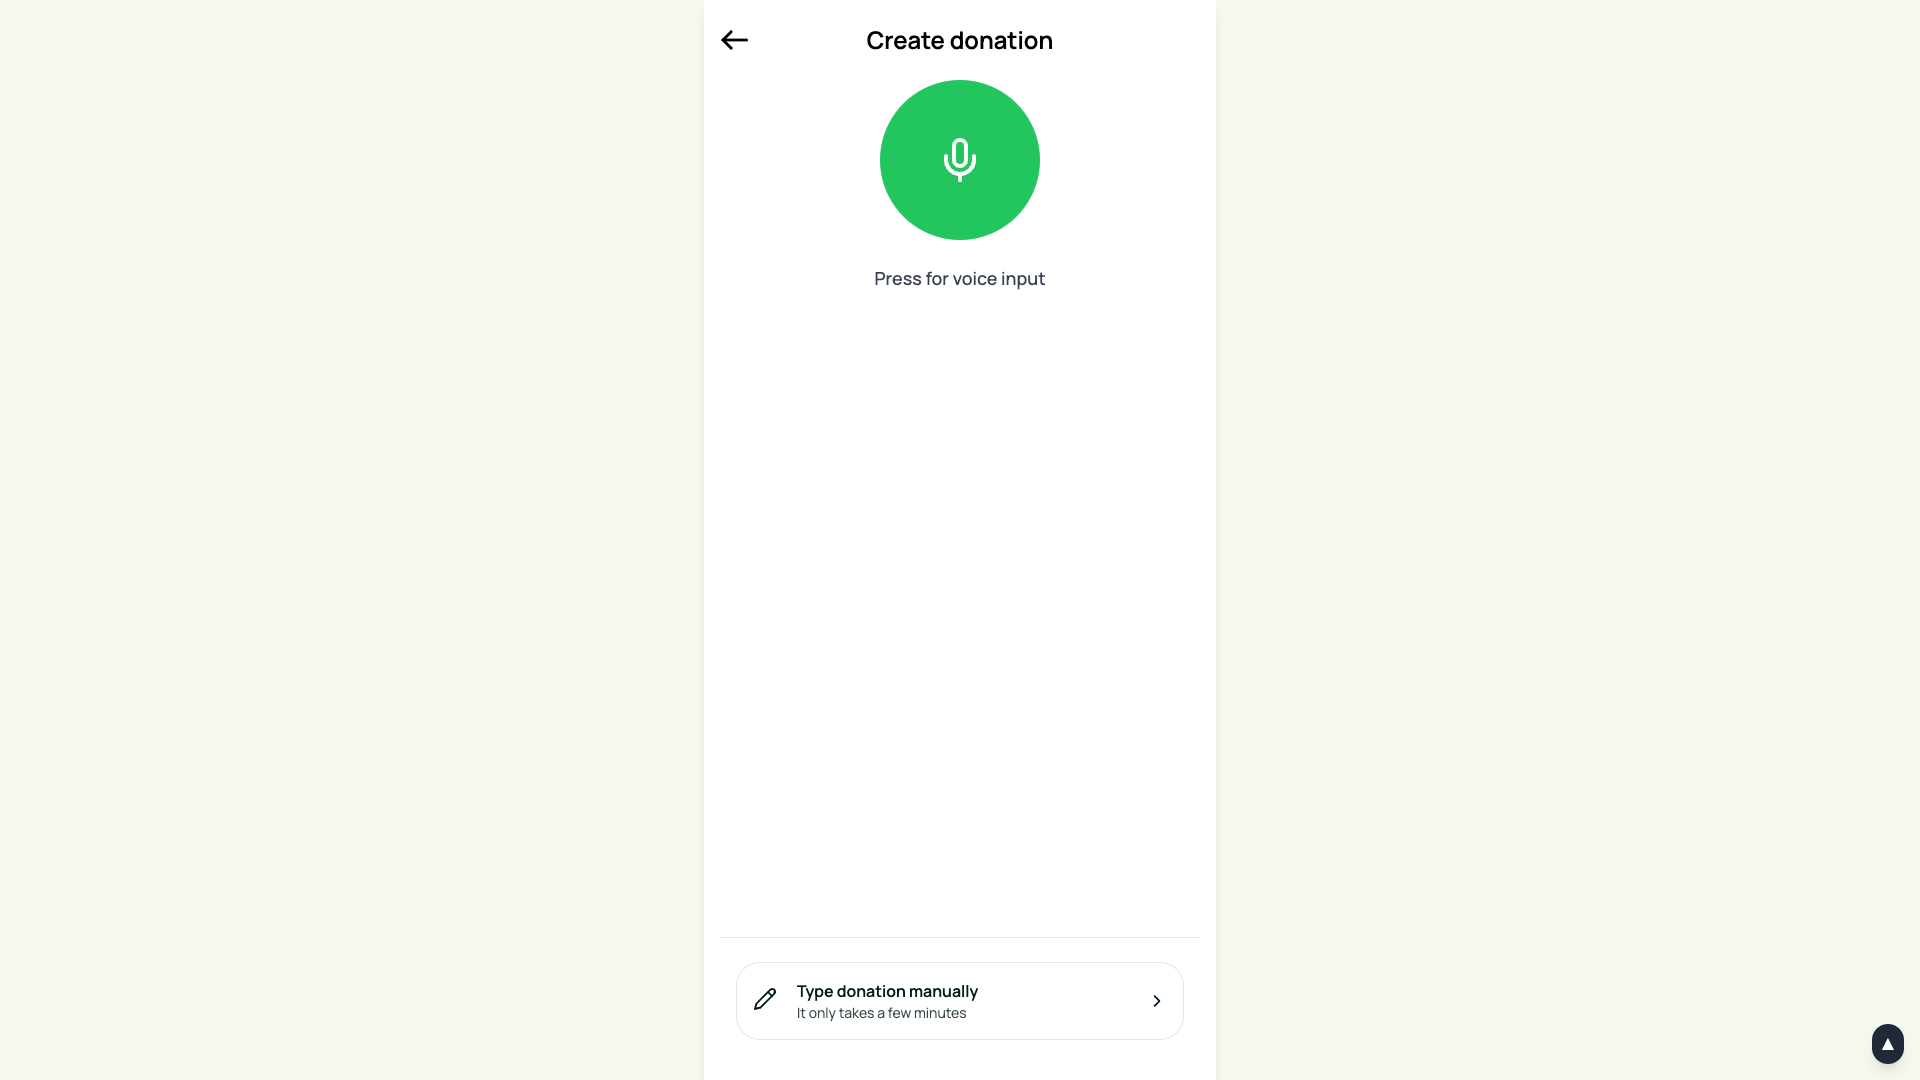 Create donation
Press for voice input
Type donation manually
It only takes a few minutes